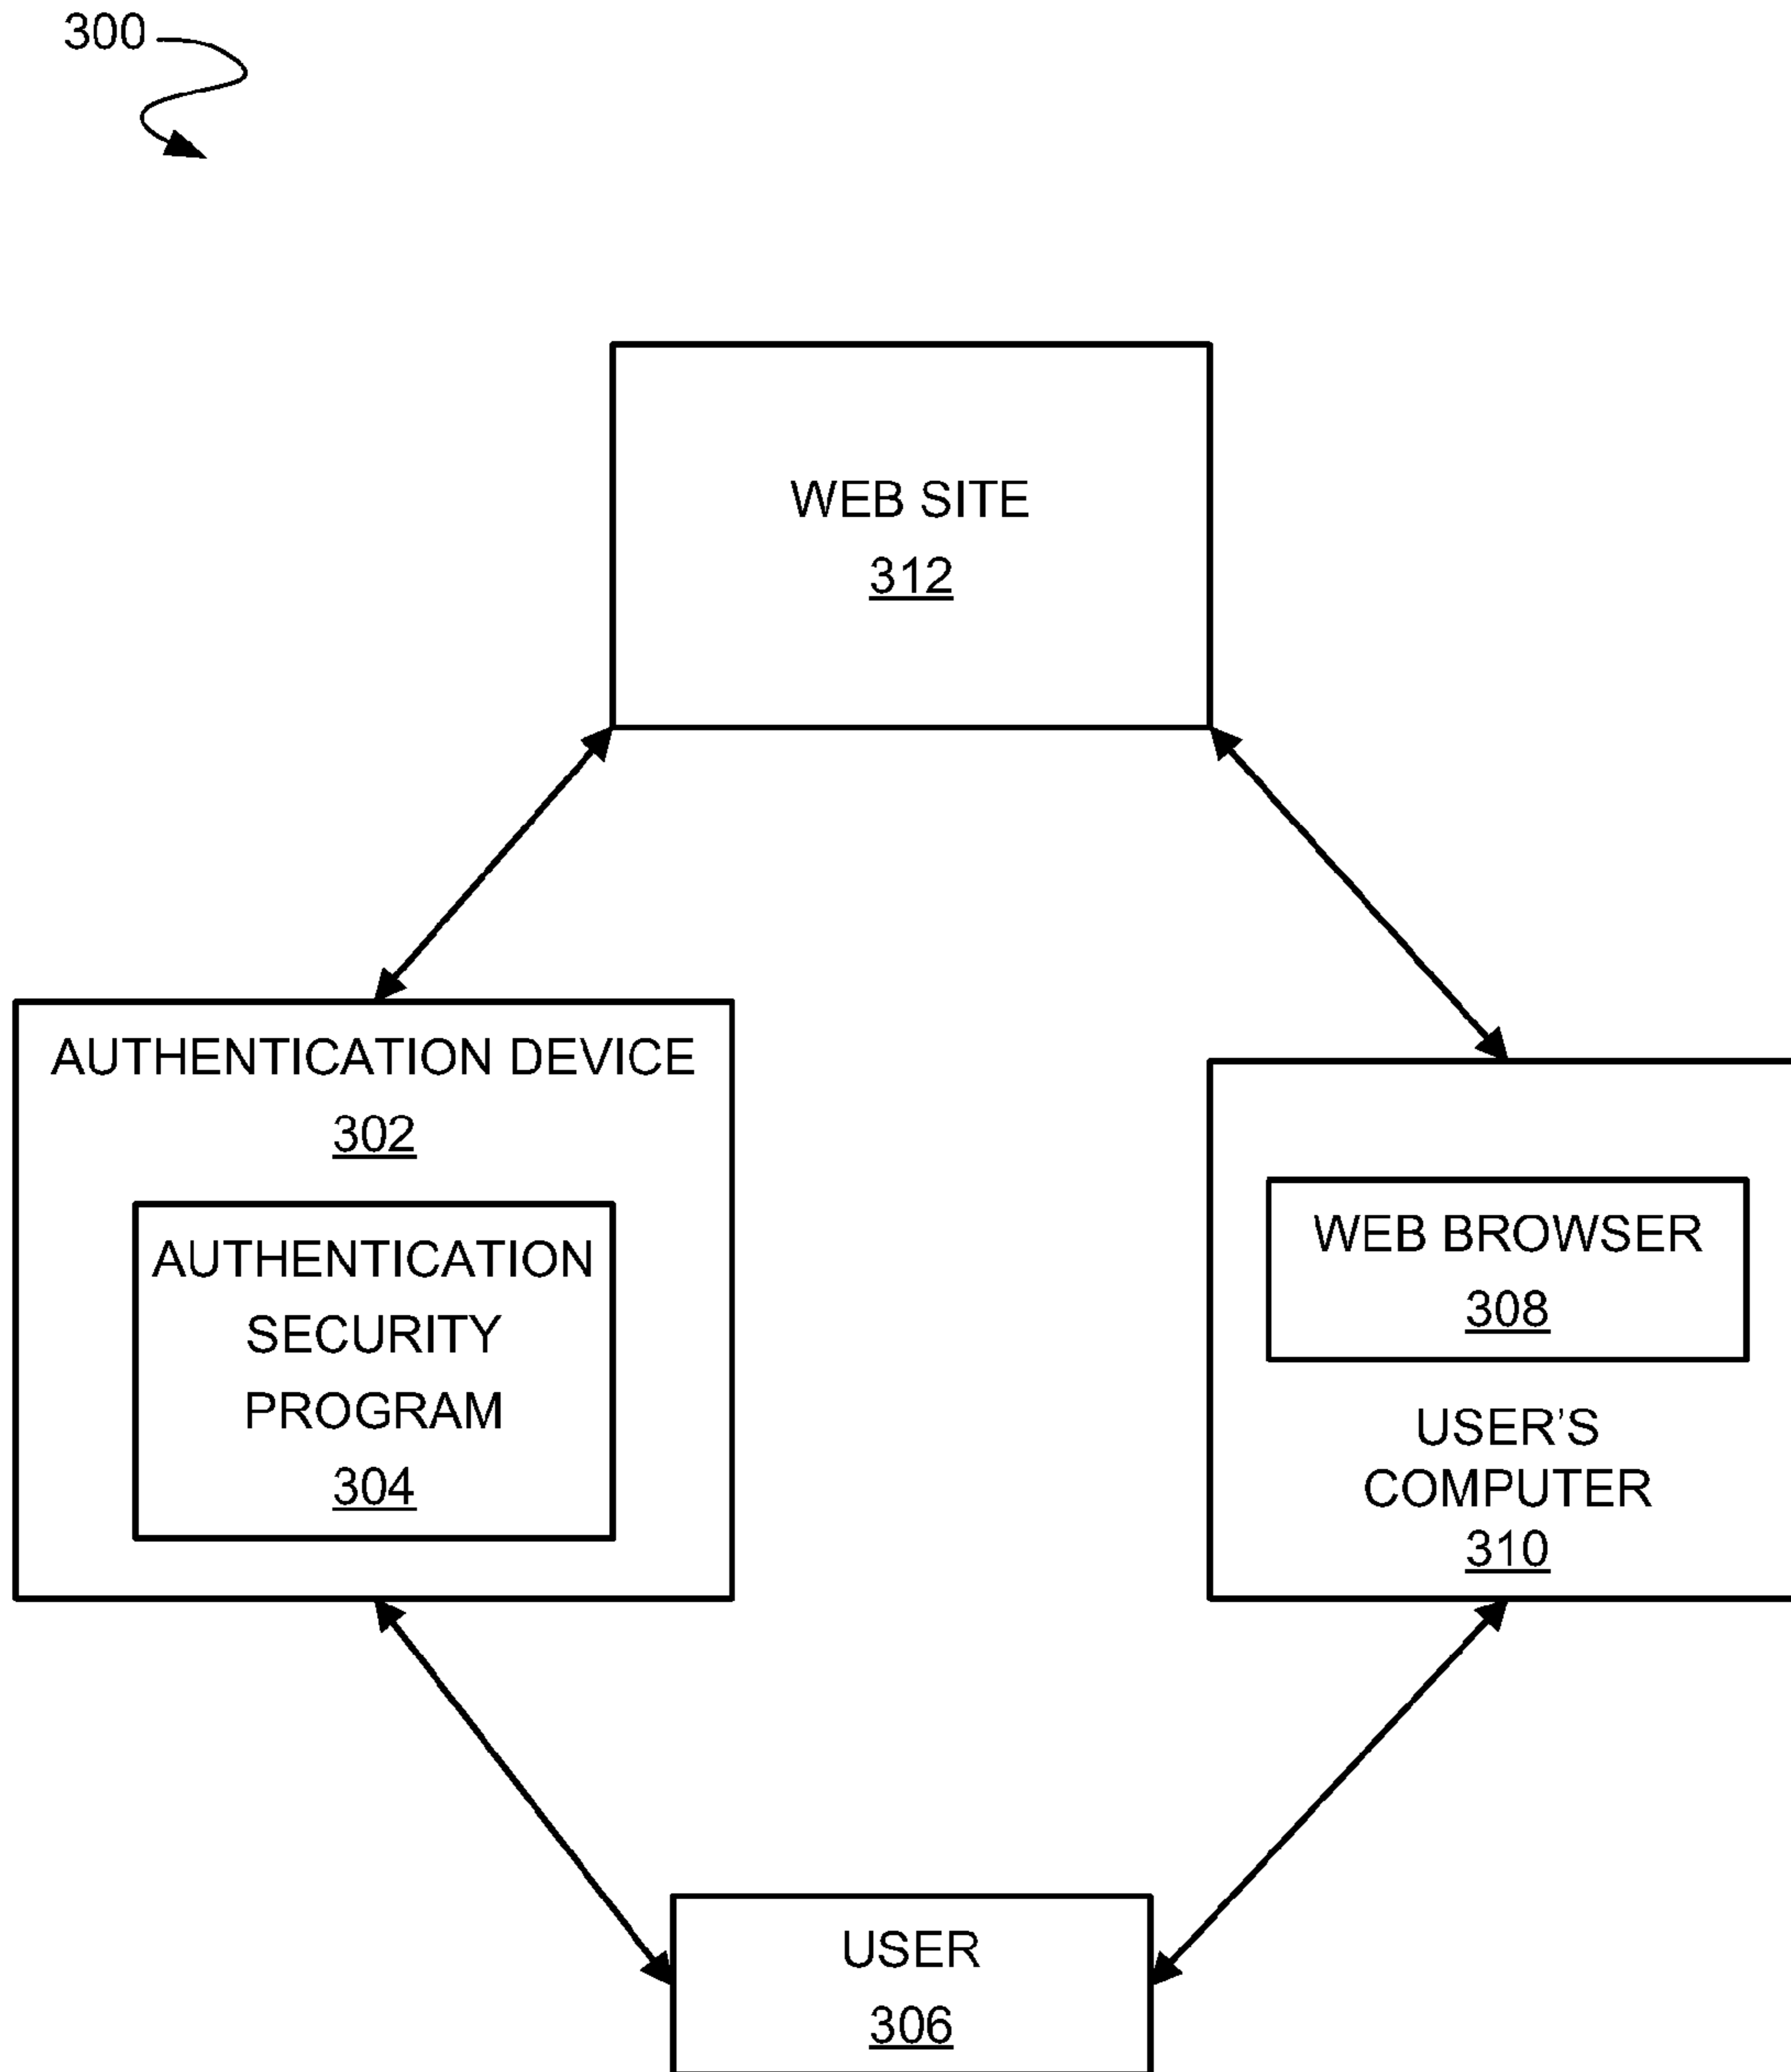 300
WEB SITE
312
AUTHENTICATION DEVICE
302
AUTHENTICATION
SECURITY
PROGRAM
304
WEB BROWSER
308
USER'S
COMPUTER
310
USER
306